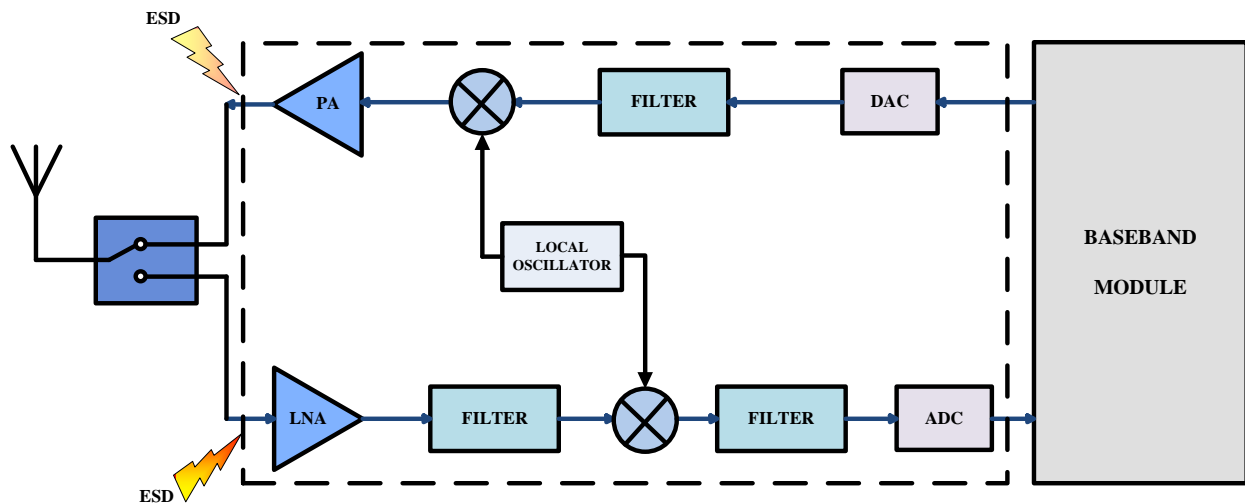 ESD
PA
FILTER
DAC
LOCAL
OSCILLATOR
BASEBAND
MODULE
LNA
FILTER
FILTER
ADC
ESD